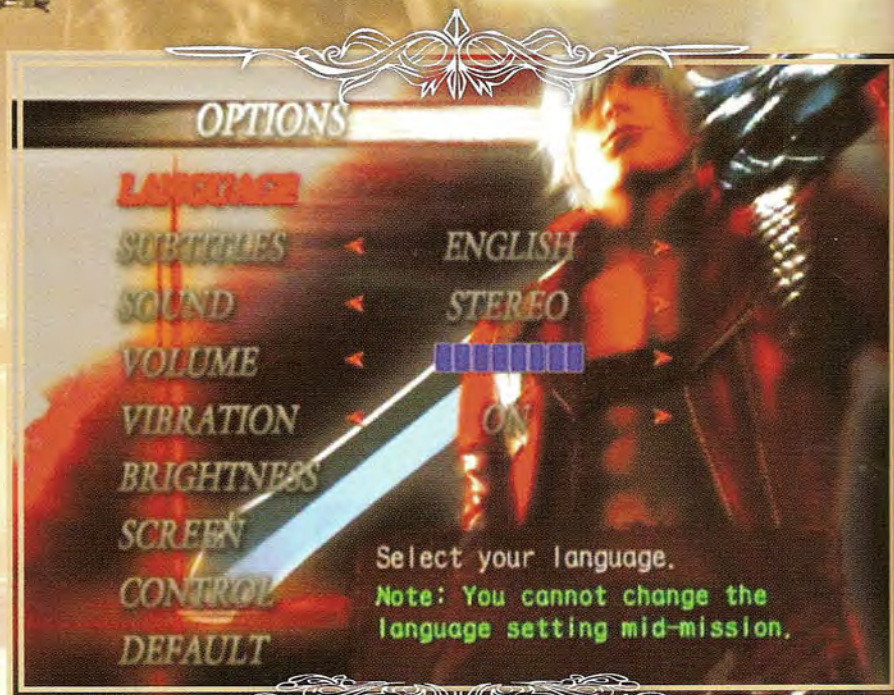 OPTIONS
LANGUAGE
SUBTITLES ENGLISH
SOUND STEREO
VOLUME
VIBRATION ON
BRIGHTNESS
SCREEN
CONTROL
DEFAULT
Select your language.
Note: You cannot change the
language setting mid-mission.